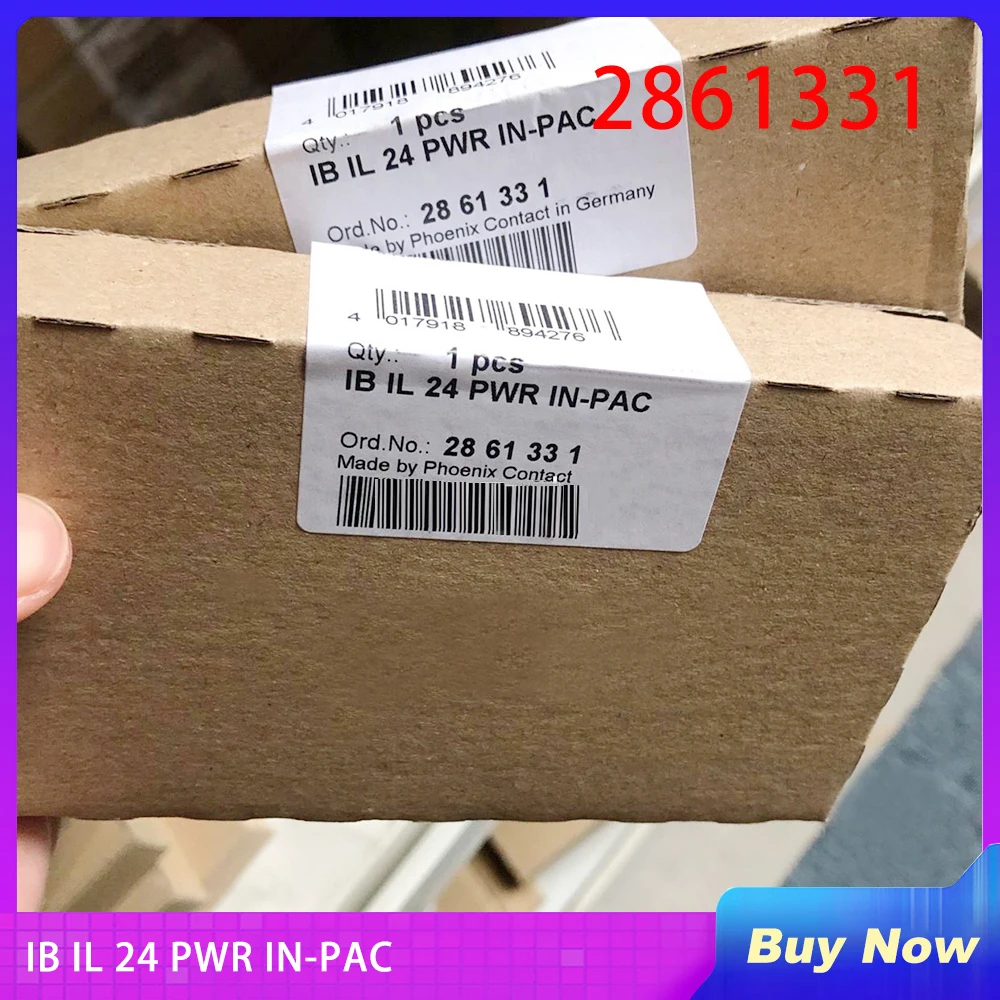 2861331
4 017918 894276
Qty.: 1 pcs
IB IL 24 PWR IN-PAC
Ord.No.: 28 61 33 1
Made by Phoenix Contact in Germany
4 017918 894276
Qty.: 1 pcs
IB IL 24 PWR IN-PAC
Ord.No.: 28 61 33 1
Made by Phoenix Contact
IB IL 24 PWR IN-PAC
Buy Now